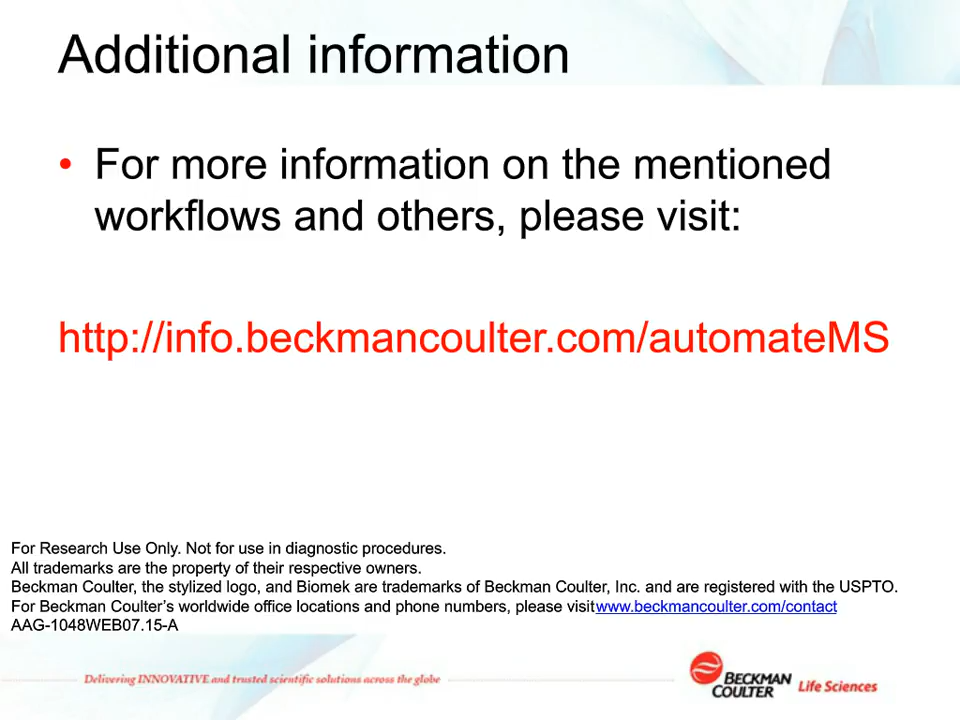 Additional information
• For more information on the mentioned
workflows and others, please visit:
http://info.beckmancoulter.com/automateMS
For Research Use Only. Not for use in diagnostic procedures.
All trademarks are the property of their respective owners.
Beckman Coulter, the stylized logo, and Biomek are trademarks of Beckman Coulter, Inc. and are registered with the USPTO.
For Beckman Coulter’s worldwide office locations and phone numbers, please visit www.beckmancoulter.com/contact
AAG-1048WEB07.15-A
Delivering INNOVATIVE and trusted scientific solutions across the globe
BECKMAN
COULTER Life Sciences